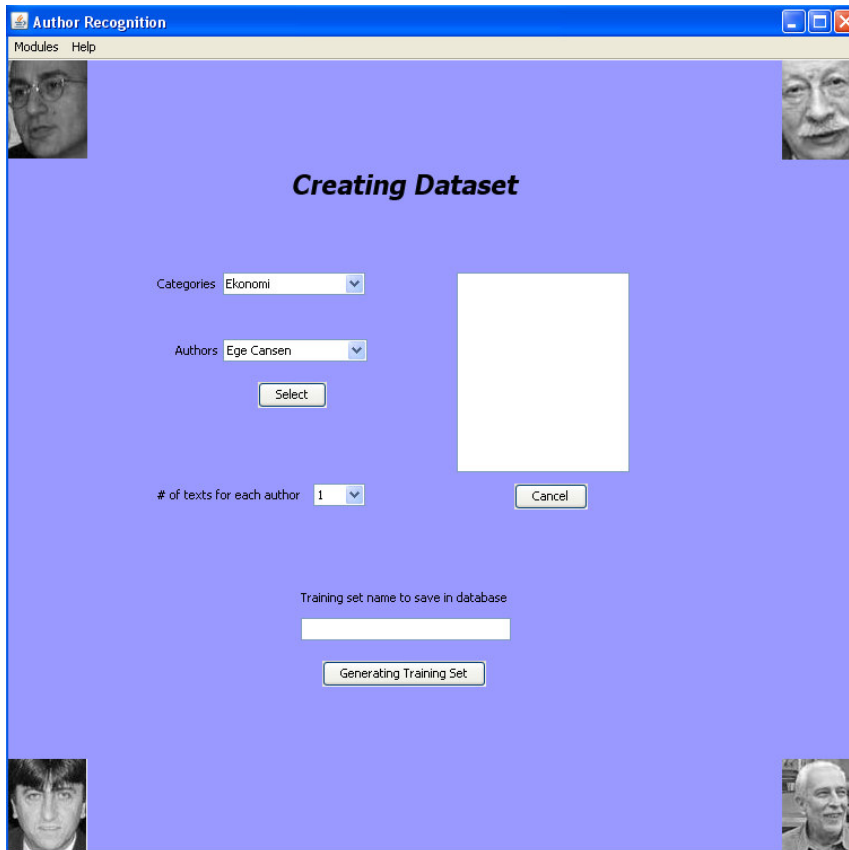 Author Recognition
Modules Help
Creating Dataset
Categories Ekonomi
Authors Ege Cansen
Select
# of texts for each author 1
Cancel
Training set name to save in database
Generating Training Set